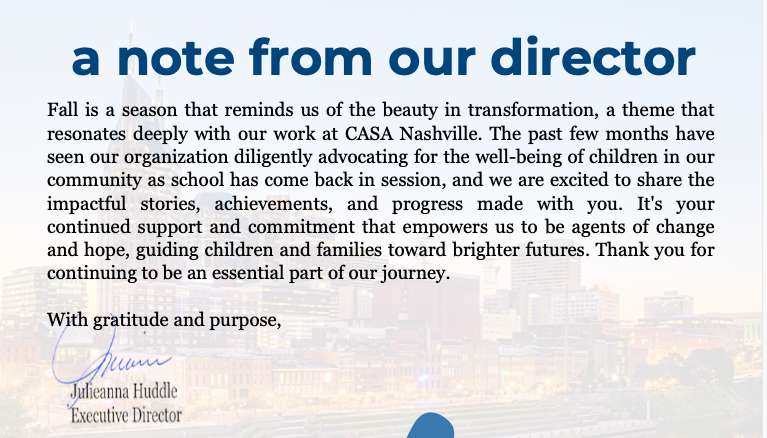 a note from our director
Fall is a season that reminds us of the beauty in transformation, a theme that
resonates deeply with our work at CASA Nashville. The past few months have
seen our organization diligently advocating for the well-being of children in our
community as school has come back in session, and we are excited to share the
impactful stories, achievements, and progress made with you. It's your
continued support and commitment that empowers us to be agents of change
and hope, guiding children and families toward brighter futures. Thank you for
continuing to be an essential part of our journey.
With gratitude and purpose,
Julieanna Huddle
Executive Director